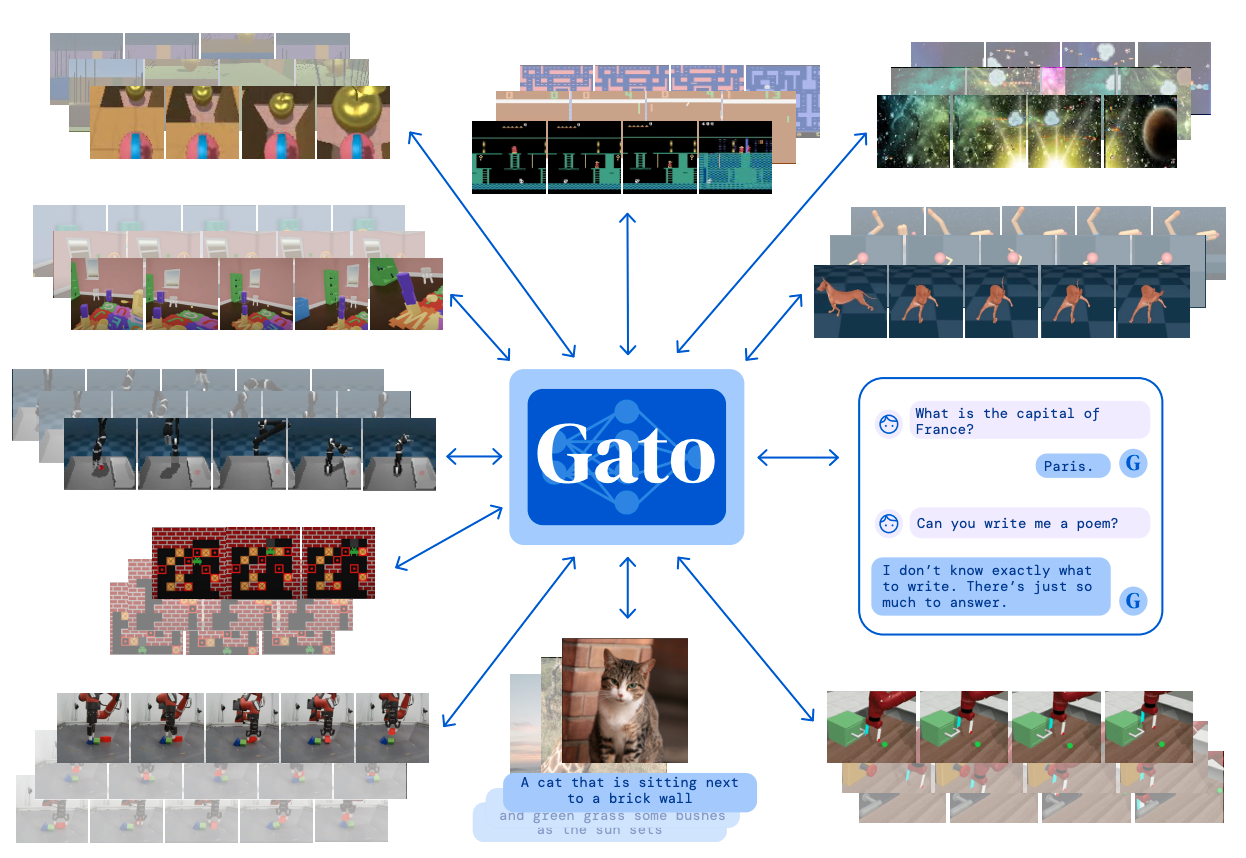 Gato
What is the capital of
France?
Paris.
G
Can you write me a poem?
I don't know exactly what
to write. There's just so
much to answer.
G
A cat that is sitting next
to a brick wall
and green grass some bushes
as the sun sets